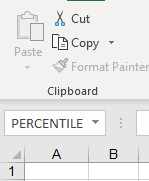 Cut
Copy
Paste
Format Painter
Clipboard
PERCENTILE
A B
1